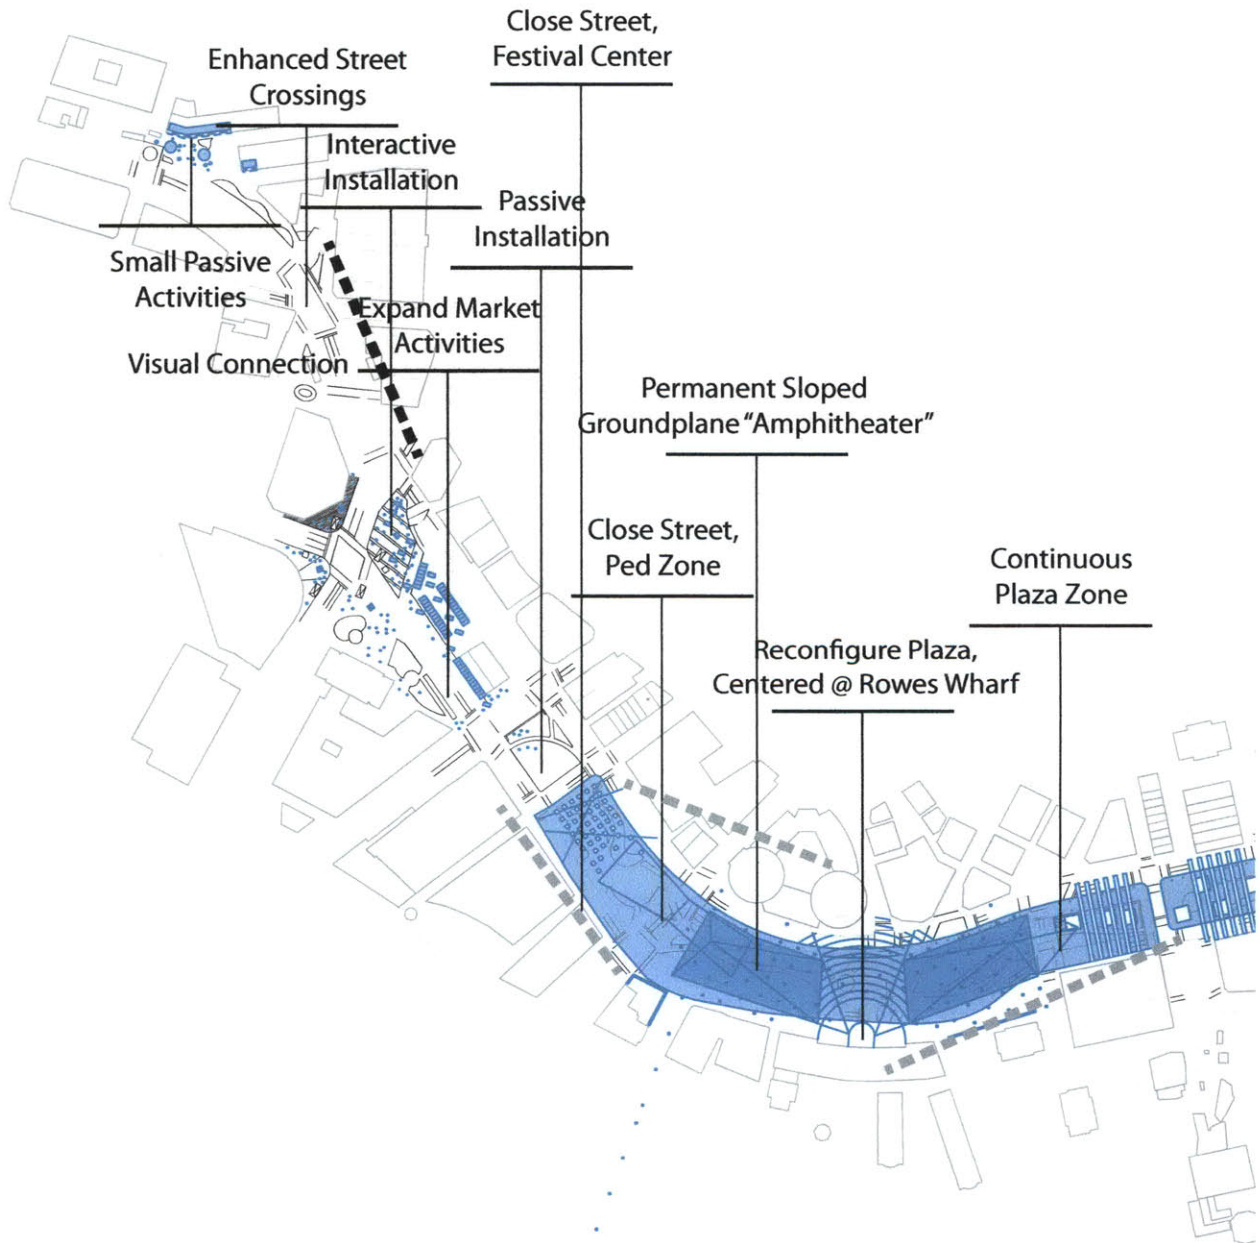 Close Street,
Festival Center
Enhanced Street
Crossings
Interactive
Installation
Passive
Installation
Small Passive
Activities
Expand Market
Activities
Visual Connection
Permanent Sloped
Groundplane “Amphitheater”
Close Street,
Ped Zone
Continuous
Plaza Zone
Reconfigure Plaza,
Centered @ Rowes Wharf